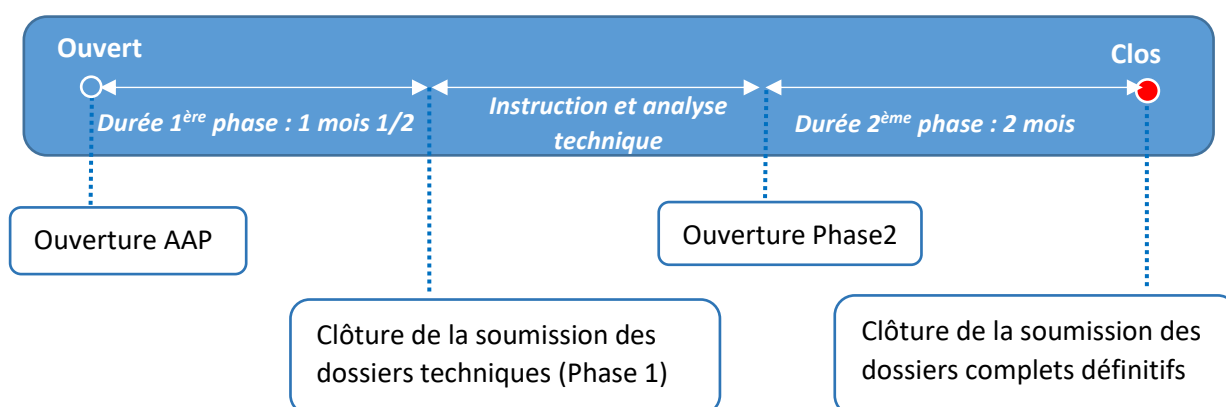 Ouvert
Clos
Durée 1ère phase : 1 mois 1/2
Instruction et analyse
technique
Durée 2ème phase : 2 mois
Ouverture AAP
Ouverture Phase2
Clôture de la soumission des
dossiers techniques (Phase 1)
Clôture de la soumission des
dossiers complets définitifs